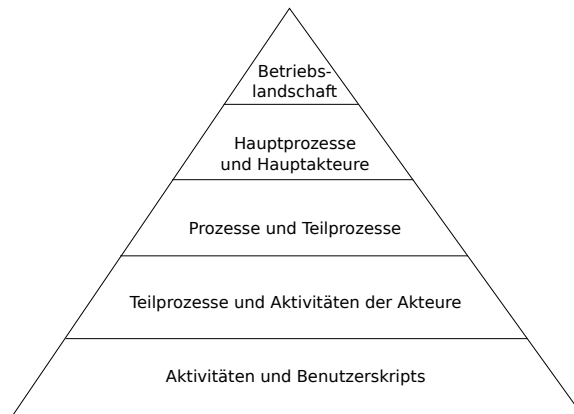 Betriebs-
landschaft
Hauptprozesse
und Hauptakteure
Prozesse und Teilprozesse
Teilprozesse und Aktivitäten der Akteure
Aktivitäten und Benutzerskripts